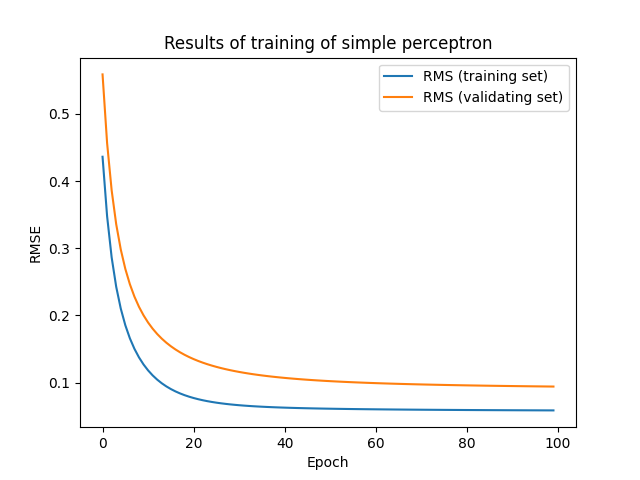 Results of training of simple perceptron
RMS (training set)
RMS (validating set)
RMSE
0.5
0.4
0.3
0.2
0.1
0 20 40 60 80 100
Epoch